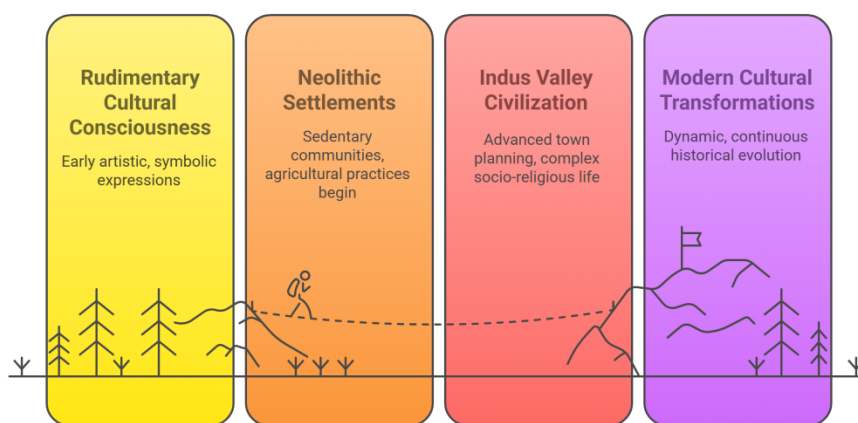 Rudimentary
Cultural
Consciousness
Early artistic, symbolic
expressions
Neolithic
Settlements
Sedentary
communities,
agricultural practices
begin
Indus Valley
Civilization
Advanced town
planning, complex
socio-religious life
Modern Cultural
Transformations
Dynamic, continuous
historical evolution